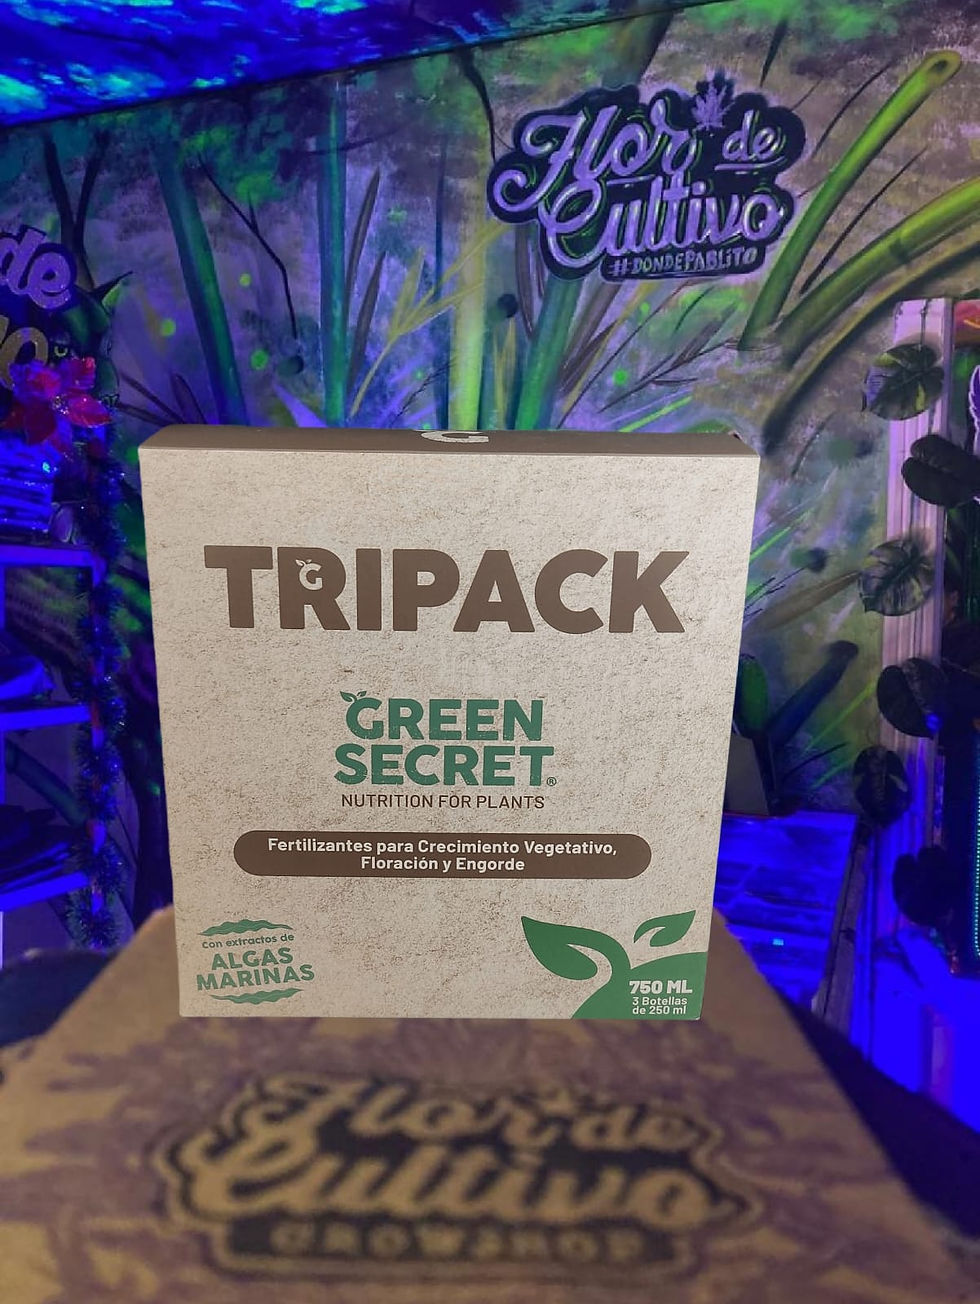 Flor de
Cultivo
#DONDEPABLITO
de
TRIPACK
GREEN
SECRET®
NUTRITION FOR PLANTS
Fertilizantes para Crecimiento Vegetativo,
Floración y Engorde
Con extractos de
ALGAS
MARINAS
750 ML
3 Botellas
de 250 ml
Flor de
Cultivo
GROWSHOP